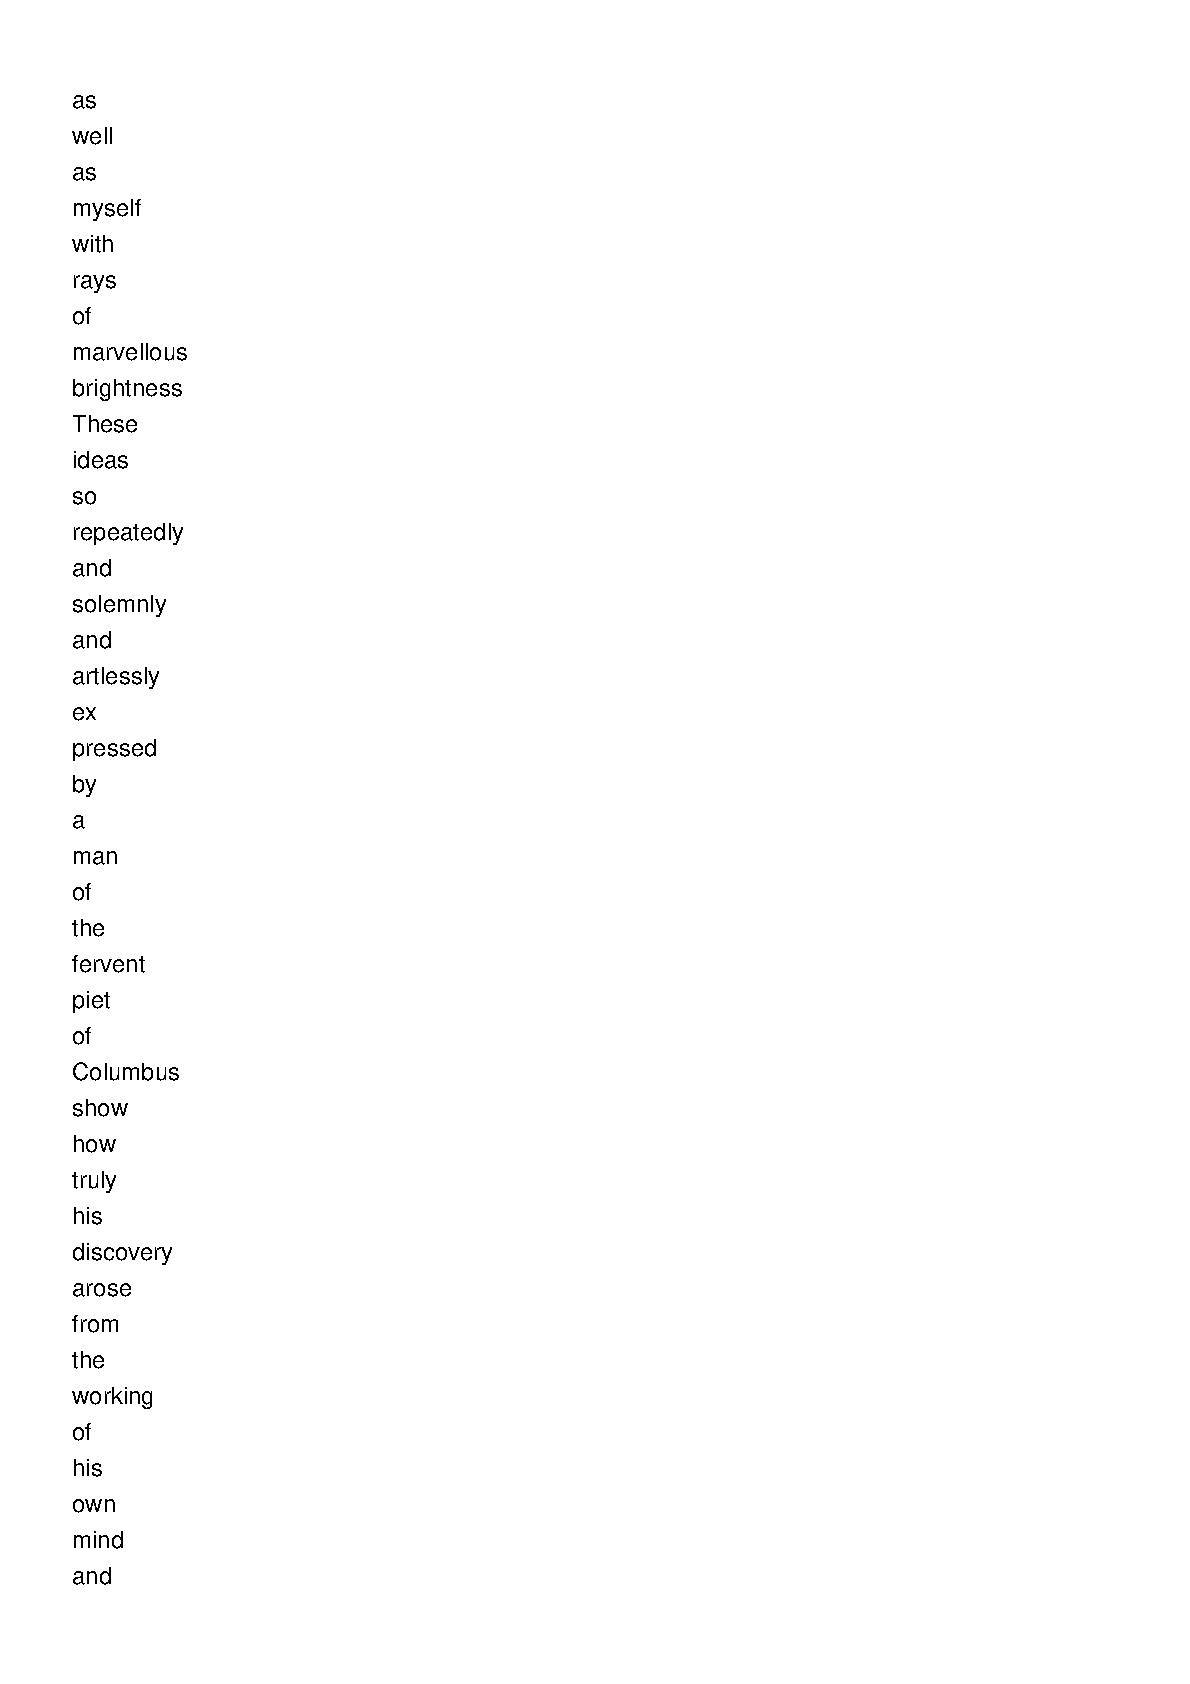 as
well
as
myself
with
rays
of
marvellous
brightness
These
ideas
so
repeatedly
and
solemnly
and
artlessly
ex
pressed
by
a
man
of
the
fervent
piet
of
Columbus
show
how
truly
his
discovery
arose
from
the
working
of
his
own
mind
and